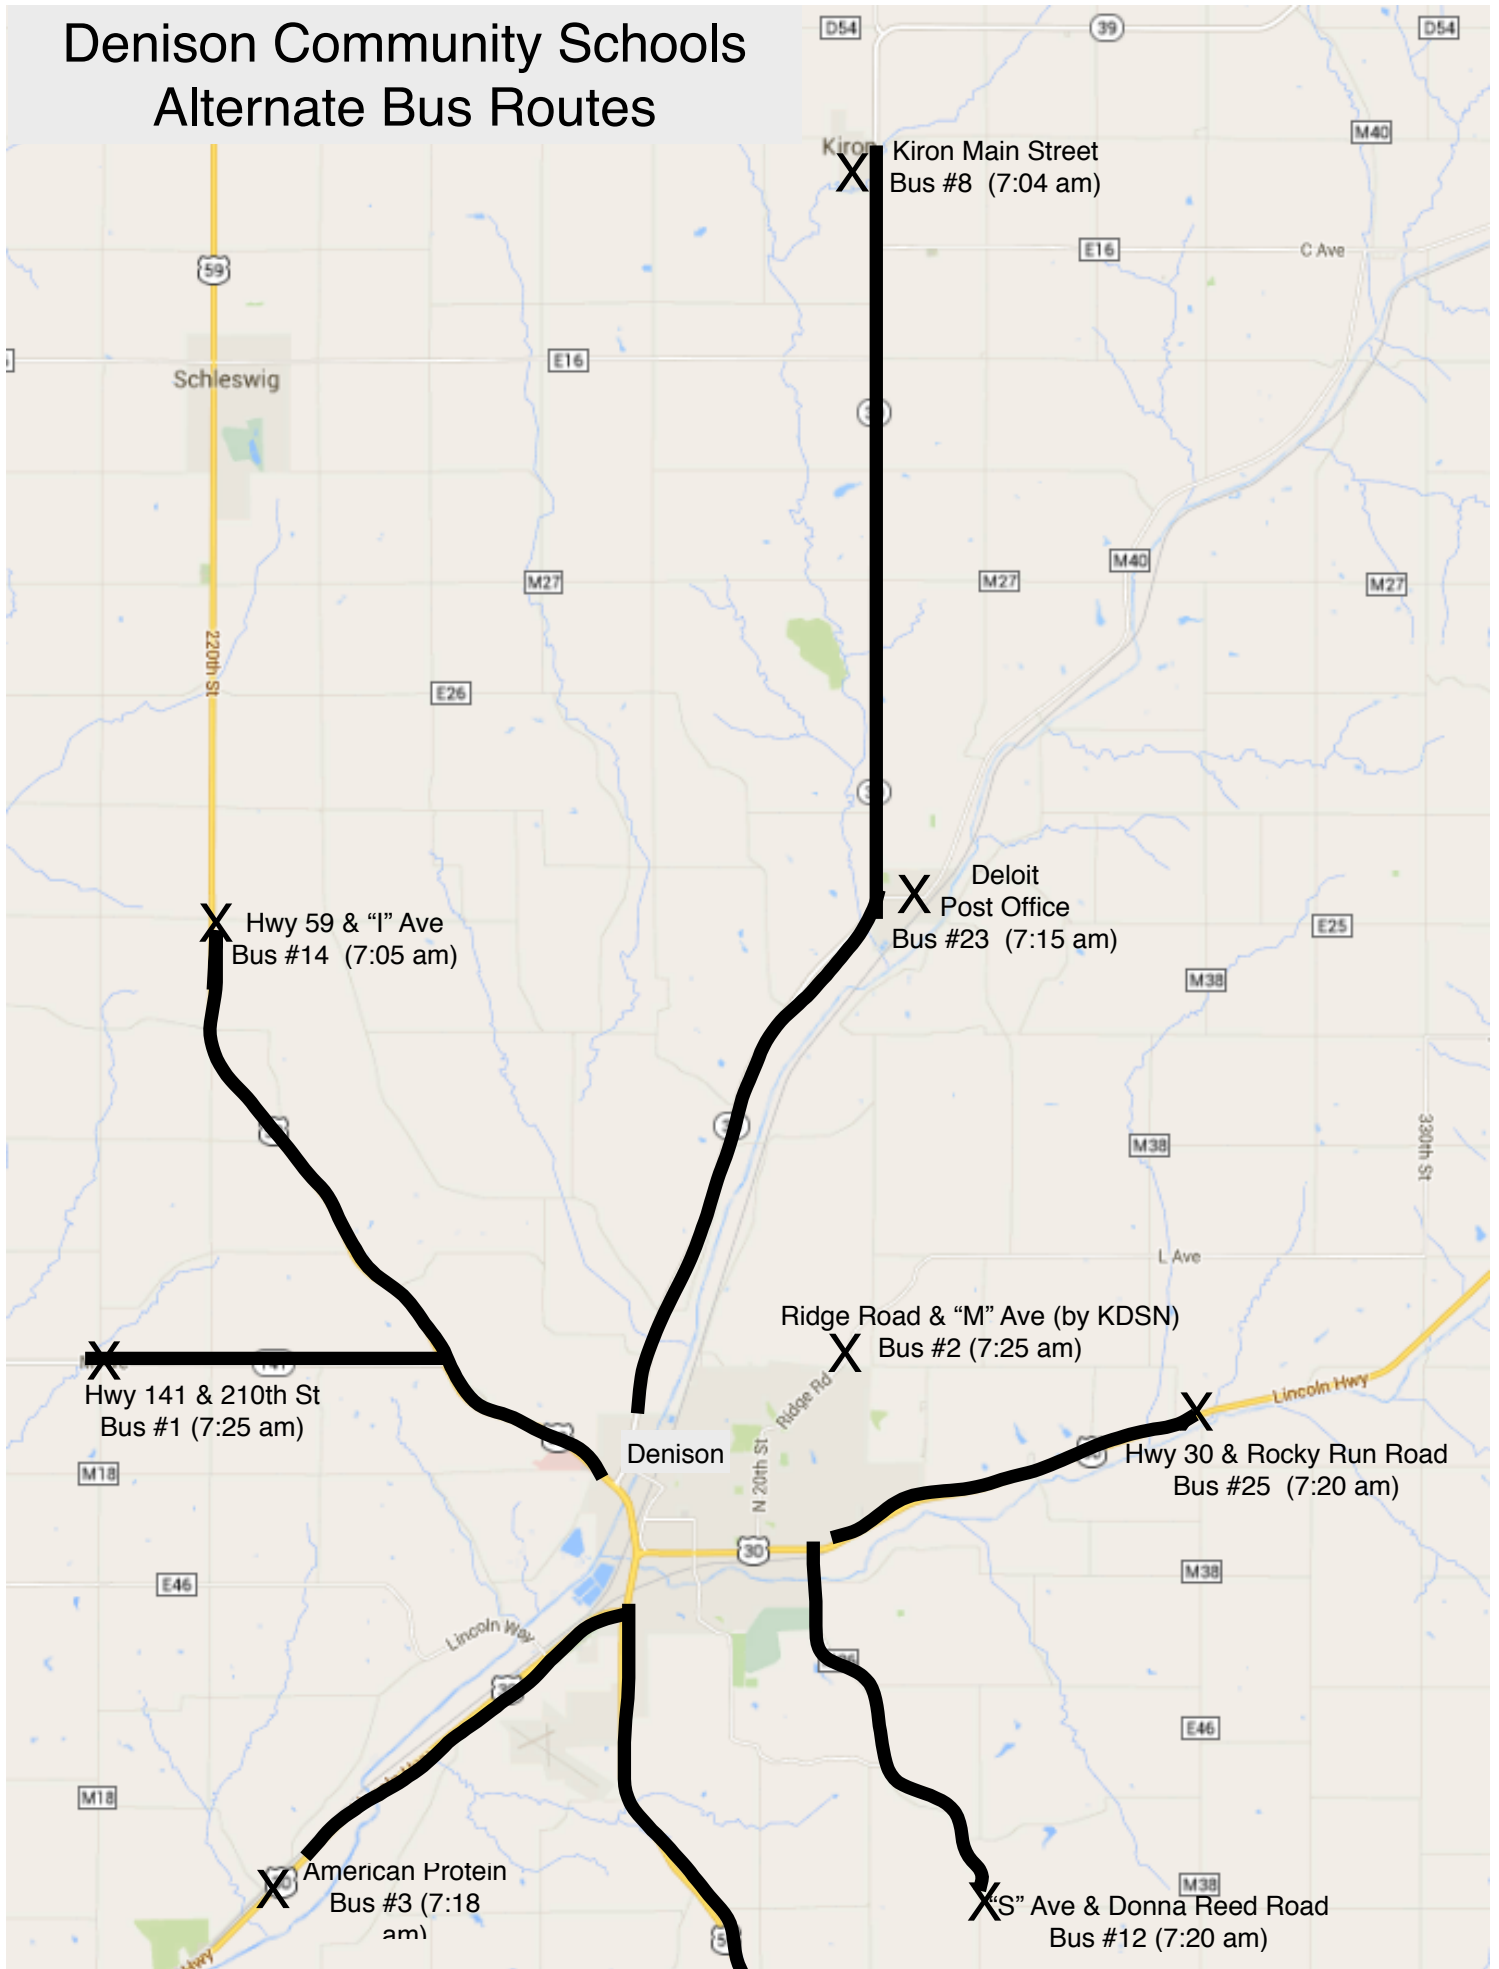 Denison Community Schools
Alternate Bus Routes
D54
39
D54
M40
Kiron
X
Kiron Main Street
Bus #8 (7:04 am)
E16
C Ave
59
E16
Schleswig
M27
M27
M40
M27
220th St
E26
X
Deloit
Post Office
Bus #23 (7:15 am)
X
Hwy 59 & “I” Ave
Bus #14 (7:05 am)
E25
M38
330th St
M38
L Ave
Ridge Road & “M” Ave (by KDSN)
X
Bus #2 (7:25 am)
X
Hwy 141 & 210th St
Bus #1 (7:25 am)
Ridge Rd
Lincoln Hwy
X
Hwy 30 & Rocky Run Road
Bus #25 (7:20 am)
Denison
M18
N 20th St
30
E46
M38
Lincoln Way
E46
M18
X
American Protein
Bus #3 (7:18
am)
M38
X
“S” Ave & Donna Reed Road
Bus #12 (7:20 am)
Hwy